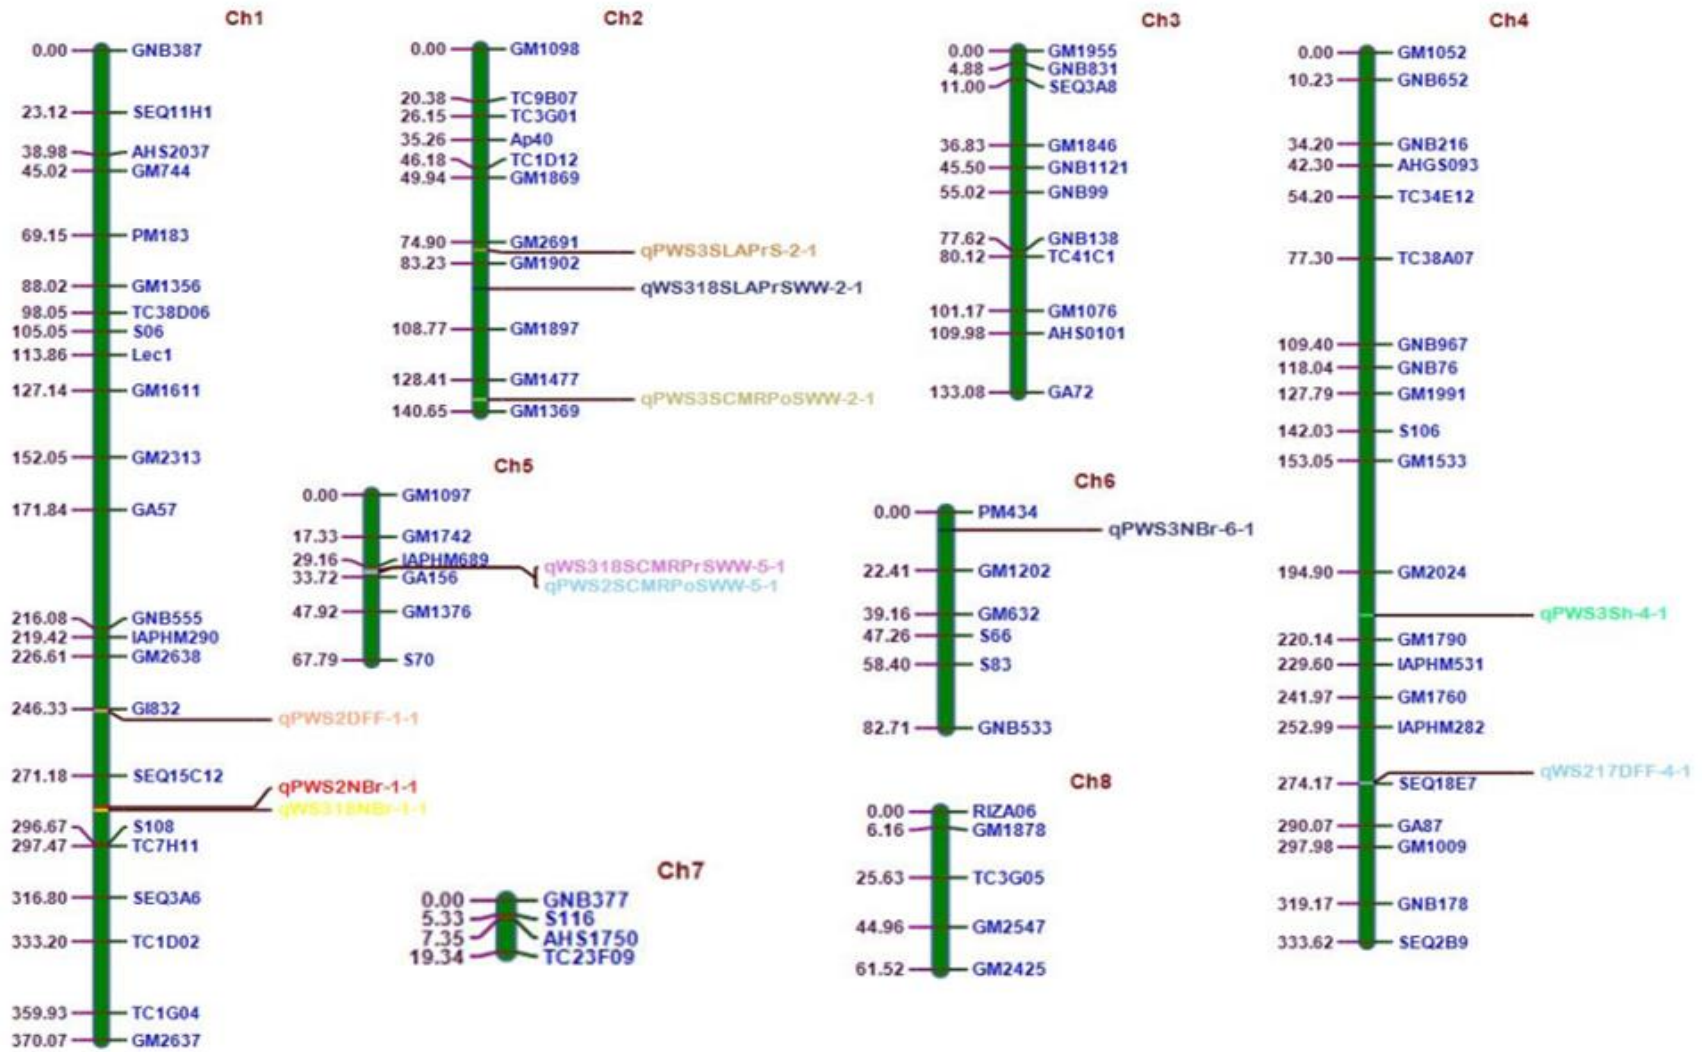 Ch1
0.00 GNB387
23.12 SEQ11H1
38.98 AHS2037
45.02 GM744
69.15 PM183
88.02 GM1356
98.05 TC38D06
105.05 S06
113.86 Lec1
127.14 GM1611
152.05 GM2313
171.84 GA57
216.08 GNB555
219.42 IAPHM290
226.61 GM2638
246.33 GI832
qPWS2DFF-1-1
271.18 SEQ15C12
qPWS2NBr-1-1
qWS318NBr-1-1
296.67 S108
297.47 TC7H11
316.80 SEQ3A6
333.20 TC1D02
359.93 TC1G04
370.07 GM2637
Ch2
0.00 GM1098
20.38 TC9B07
26.15 TC3G01
35.26 Ap40
46.18 TC1D12
49.94 GM1869
74.90 GM2691
qPWS3SLAPrS-2-1
83.23 GM1902
qWS318SLAPrSWW-2-1
108.77 GM1897
128.41 GM1477
qPWS3SCMRPoSWW-2-1
140.65 GM1369
Ch3
0.00 GM1955
4.88 GNB831
11.00 SEQ3A8
36.83 GM1846
45.50 GNB1121
55.02 GNB99
77.62 GNB138
80.12 TC41C1
101.17 GM1076
109.98 AHS0101
133.08 GA72
Ch4
0.00 GM1052
10.23 GNB652
34.20 GNB216
42.30 AHGS093
54.20 TC34E12
77.30 TC38A07
109.40 GNB967
118.04 GNB76
127.79 GM1991
142.03 S106
153.05 GM1533
194.90 GM2024
qPWS3Sh-4-1
220.14 GM1790
229.60 IAPHM531
241.97 GM1760
252.99 IAPHM282
qWS217DFF-4-1
274.17 SEQ18E7
290.07 GA87
297.98 GM1009
319.17 GNB178
333.62 SEQ2B9
Ch5
0.00 GM1097
17.33 GM1742
29.16 IAPHM689
qWS318SCMRPrSWW-5-1
33.72 GA156
qPWS2SCMRPoSWW-5-1
47.92 GM1376
67.79 S70
Ch6
0.00 PM434
qPWS3NBr-6-1
22.41 GM1202
39.16 GM632
47.26 S66
58.40 S83
82.71 GNB533
Ch7
0.00 GNB377
5.33 S116
7.35 AHS1750
19.34 TC23F09
Ch8
0.00 RIZA06
6.16 GM1878
25.63 TC3G05
44.96 GM2547
61.52 GM2425